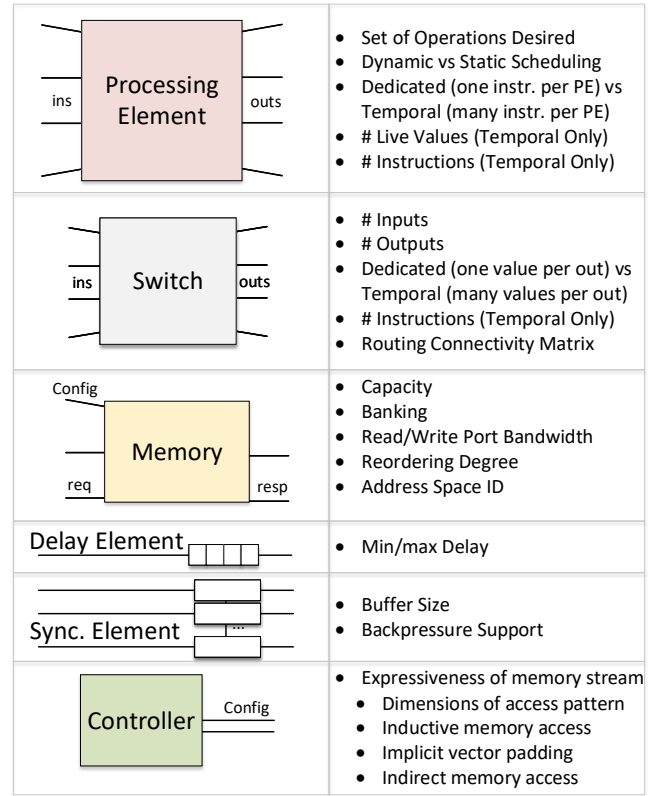 ins
Processing
Element
outs
• Set of Operations Desired
• Dynamic vs Static Scheduling
• Dedicated (one instr. per PE) vs
Temporal (many instr. per PE)
• # Live Values (Temporal Only)
• # Instructions (Temporal Only)
ins
Switch
outs
• # Inputs
• # Outputs
• Dedicated (one value per out) vs
Temporal (many values per out)
• # Instructions (Temporal Only)
• Routing Connectivity Matrix
Config
Memory
req
resp
• Capacity
• Banking
• Read/Write Port Bandwidth
• Reordering Degree
• Address Space ID
Delay Element
• Min/max Delay
Sync. Element
...
• Buffer Size
• Backpressure Support
Controller
Config
• Expressiveness of memory stream
• Dimensions of access pattern
• Inductive memory access
• Implicit vector padding
• Indirect memory access